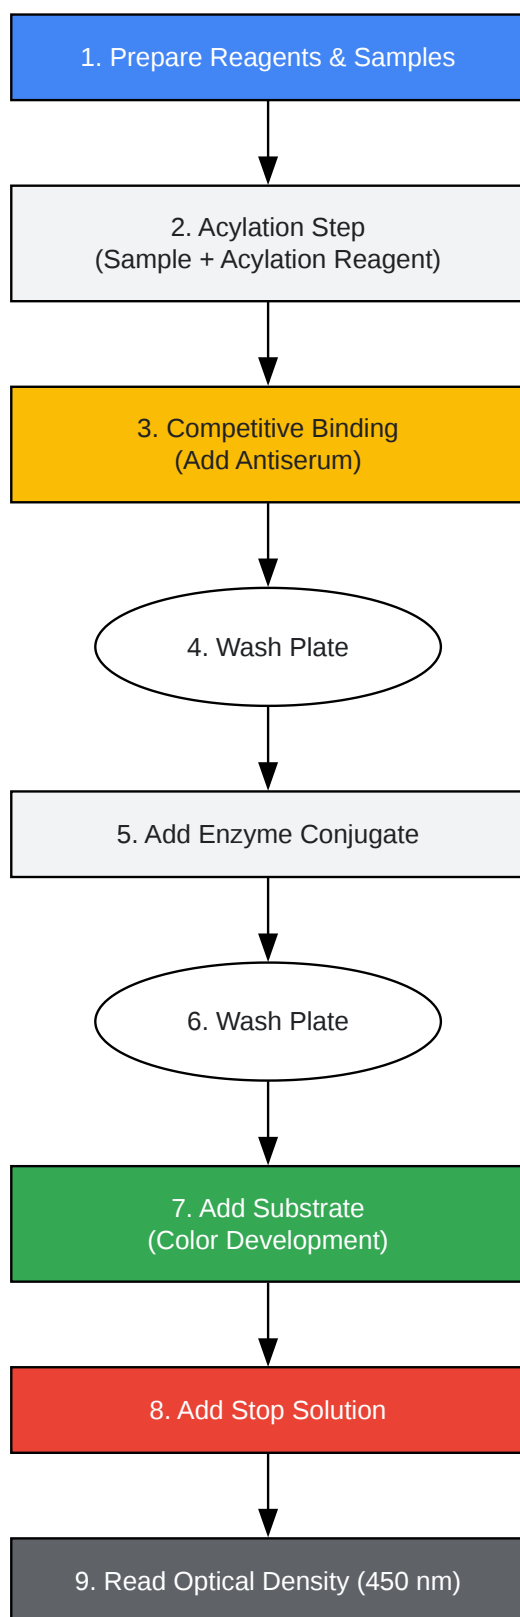 1. Prepare Reagents & Samples
2. Acylation Step
(Sample + Acylation Reagent)
3. Competitive Binding
(Add Antiserum)
4. Wash Plate
5. Add Enzyme Conjugate
6. Wash Plate
7. Add Substrate
(Color Development)
8. Add Stop Solution
9. Read Optical Density (450 nm)